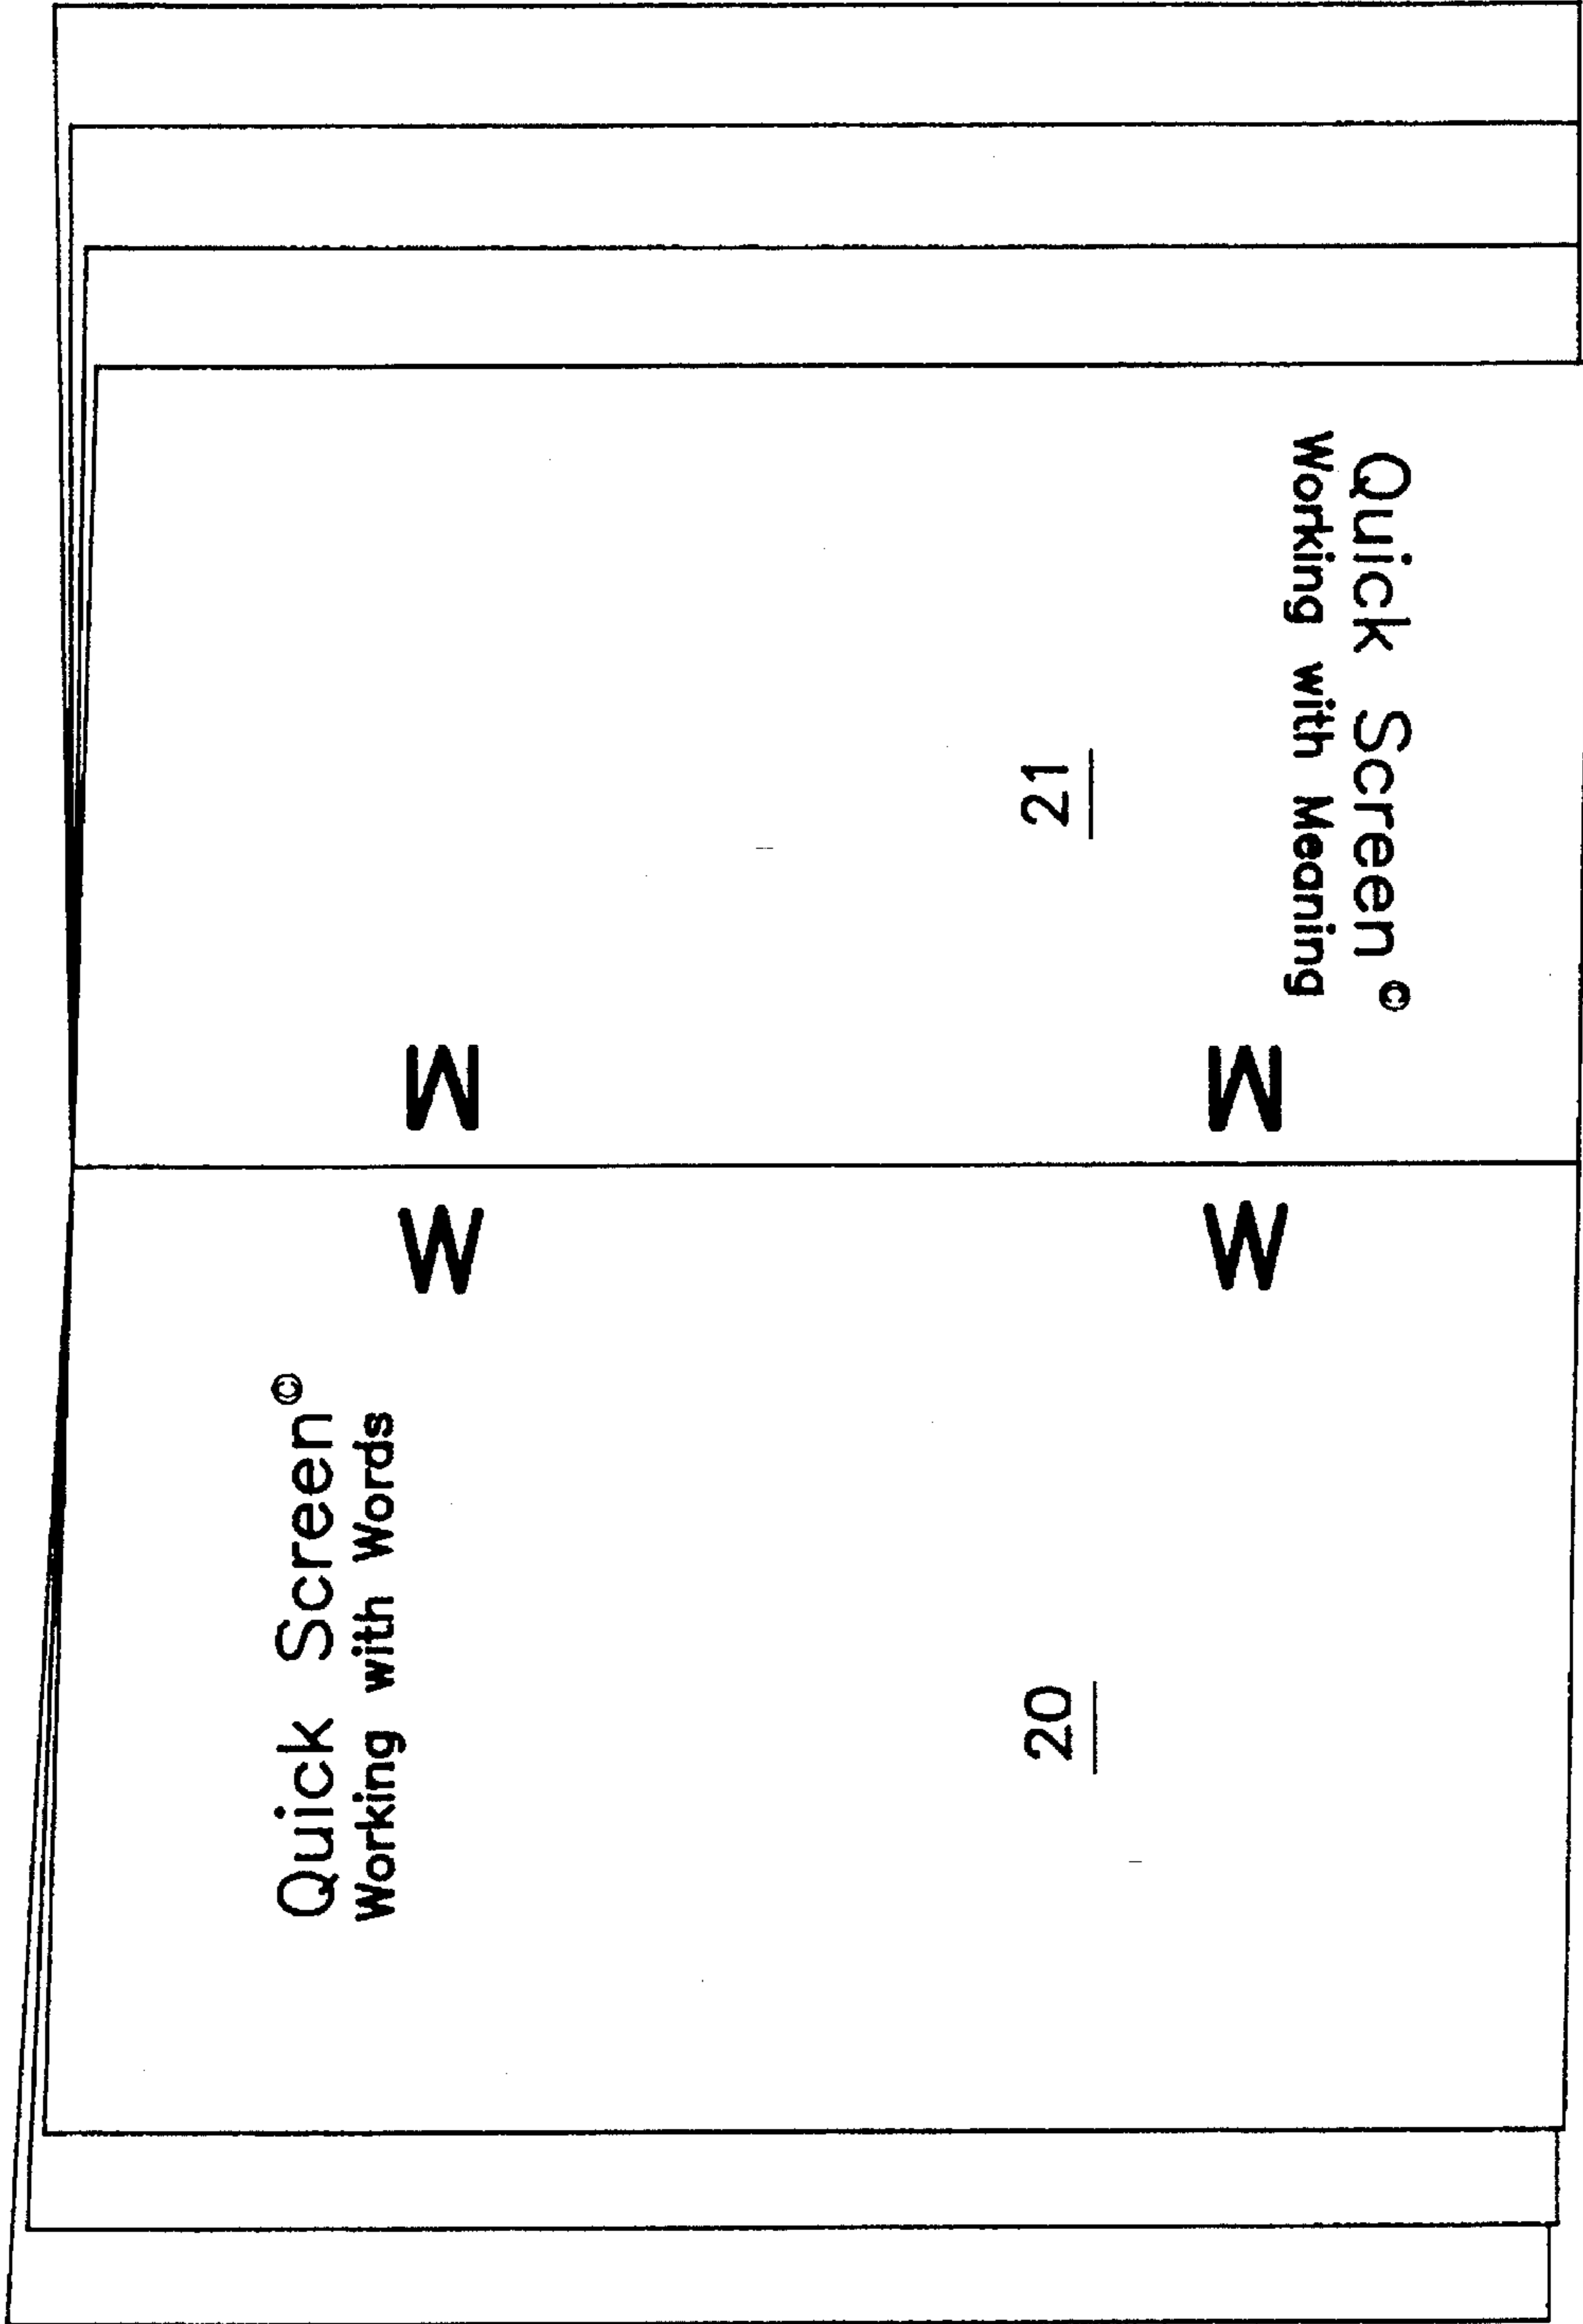 Quick Screen ©
Working with Meaning
21
M M
W W
Quick Screen©
Working with Words
20